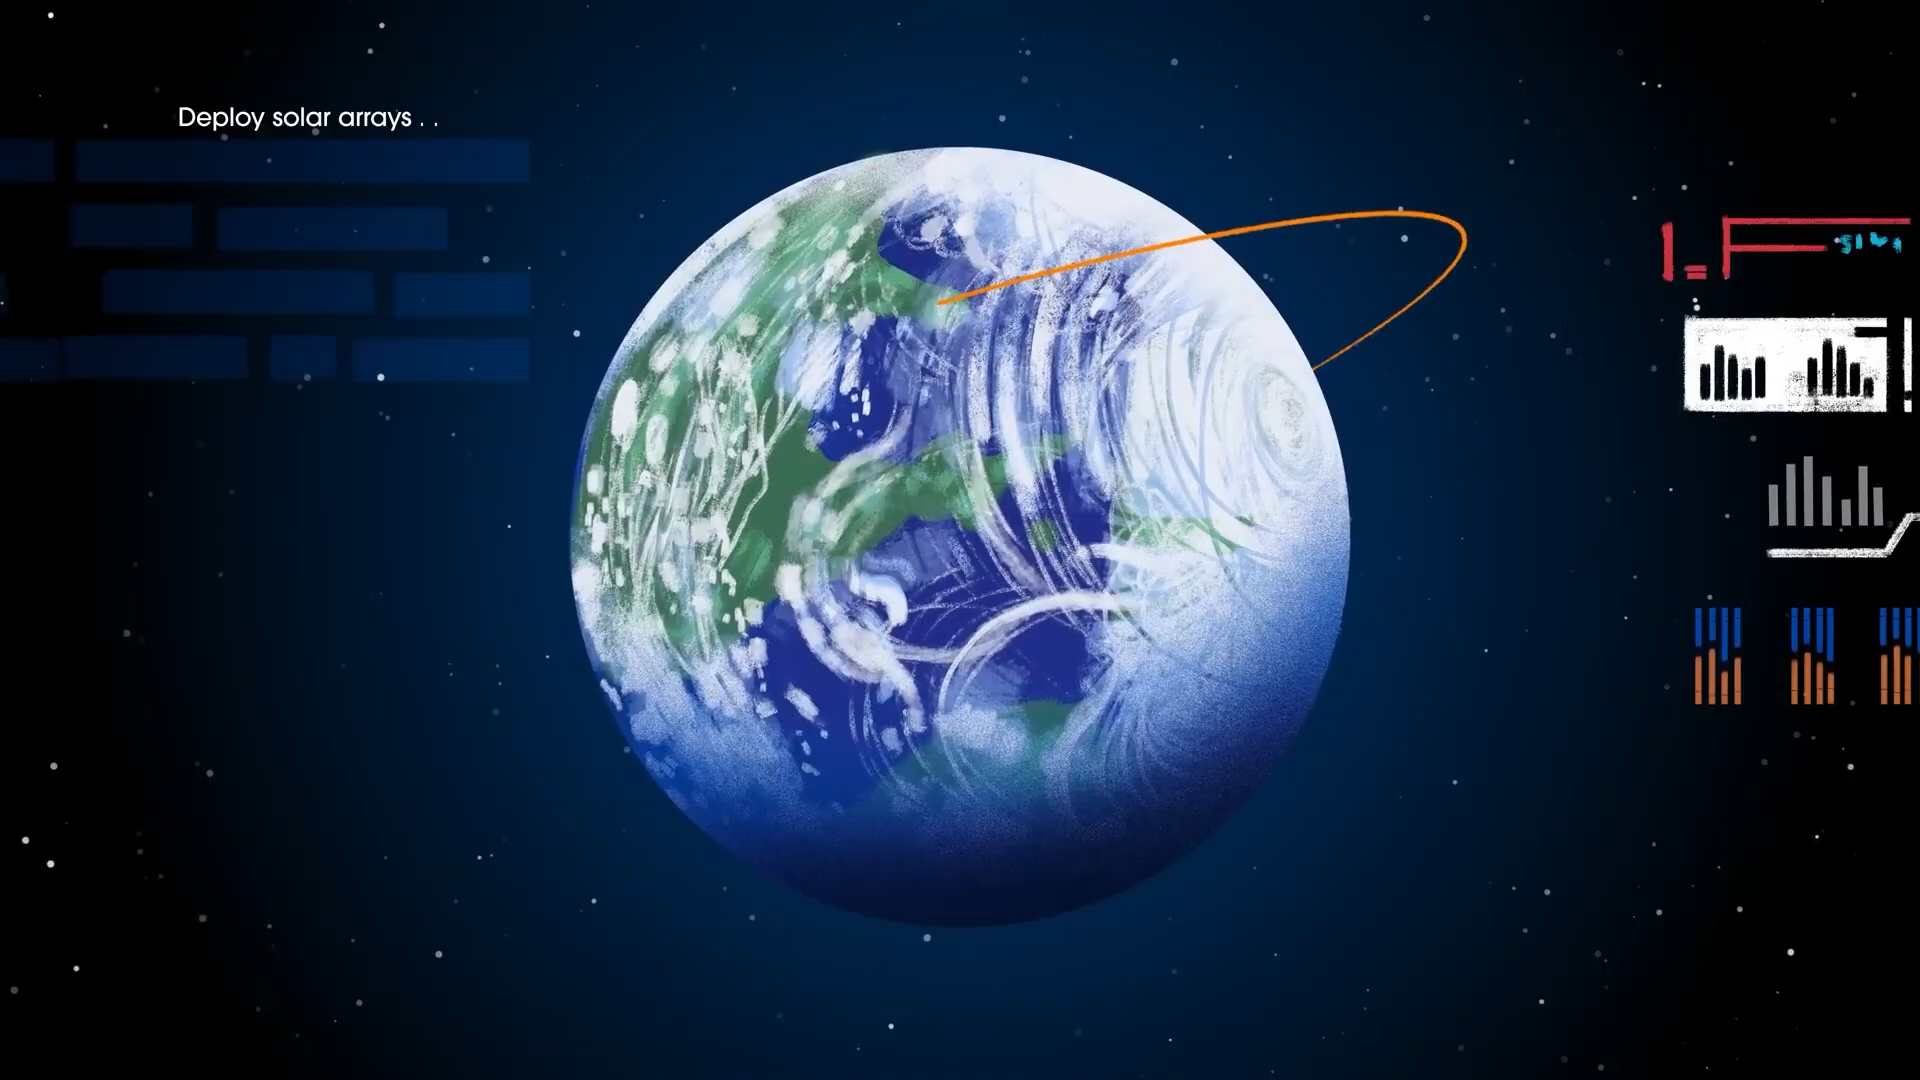 Deploy solar arrays . .